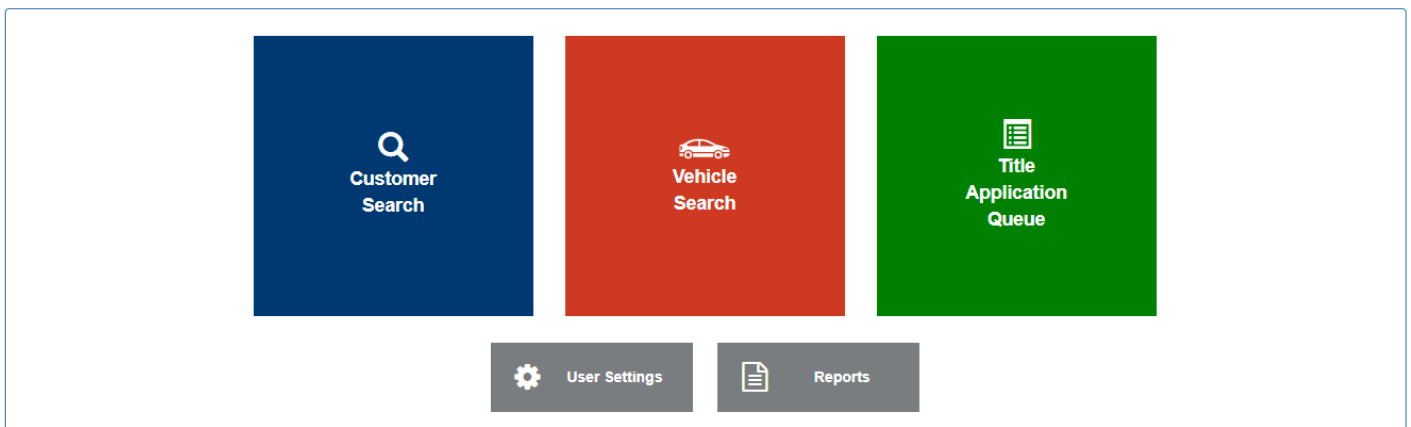 Customer
Search
Vehicle
Search
Title
Application
Queue
User Settings
Reports